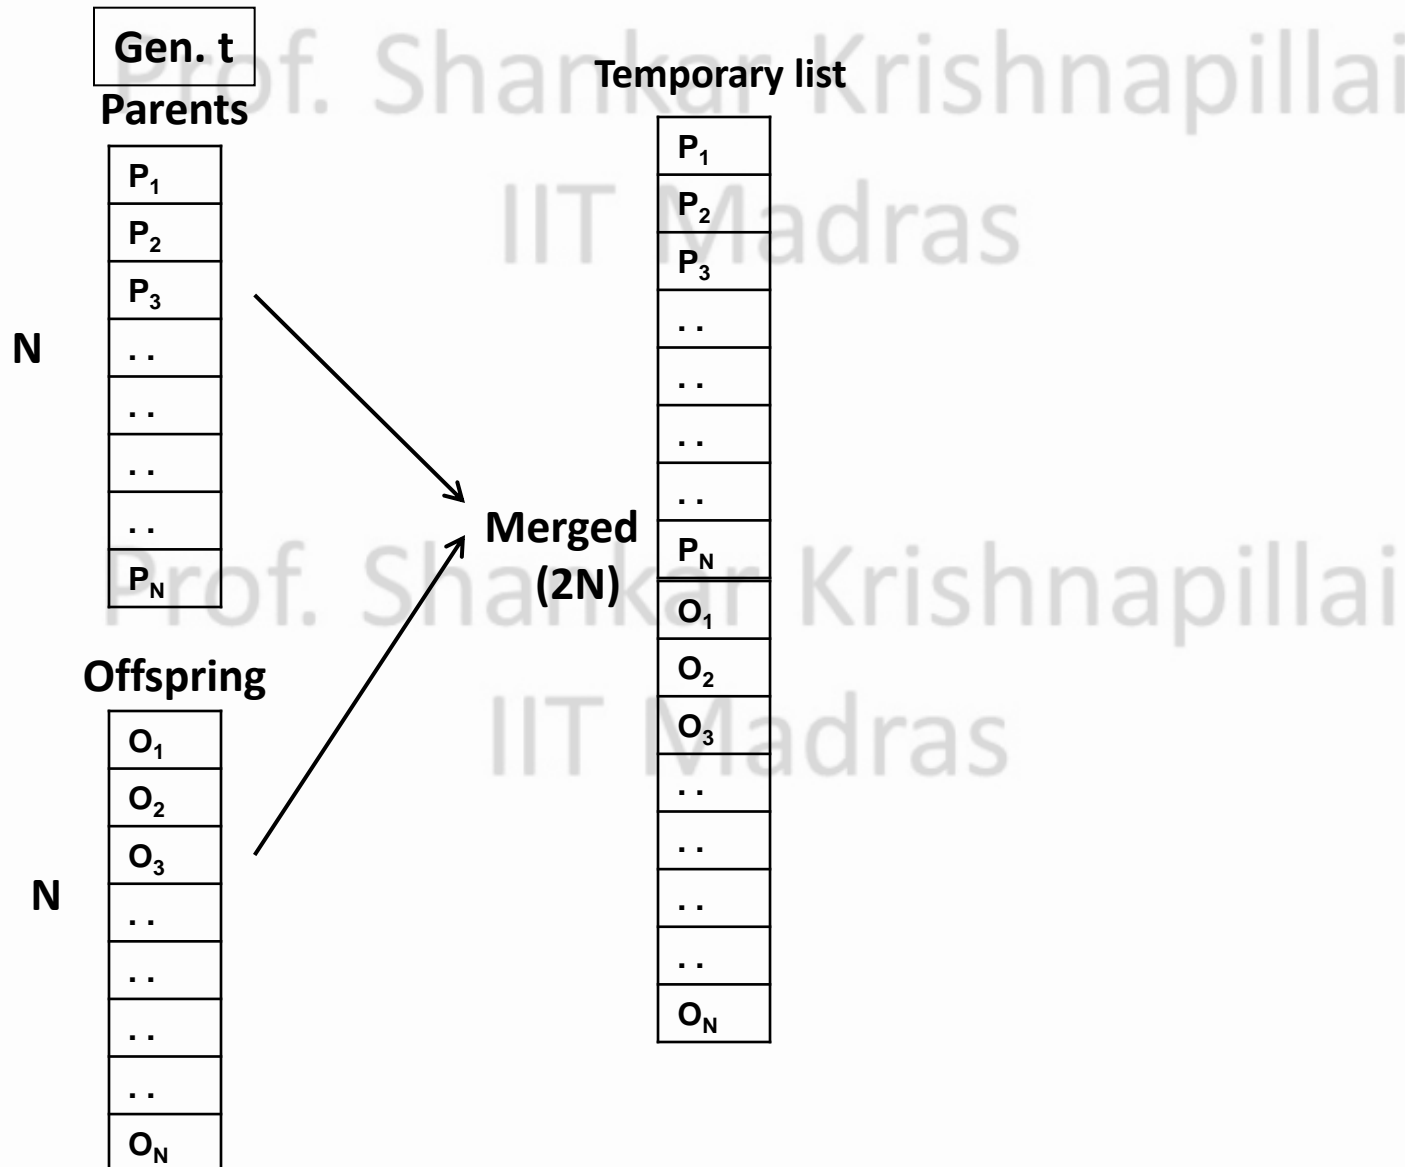 Gen. t
Parents
P1
P2
P3
. .
. .
. .
. .
PN
N
Offspring
O1
O2
O3
. .
. .
. .
. .
ON
N
Merged
(2N)
Temporary list
P1
P2
P3
. .
. .
. .
. .
PN
O1
O2
O3
. .
. .
. .
. .
ON
Prof. Shankar Krishnapillai
IIT Madras
Prof. Shankar Krishnapillai
IIT Madras